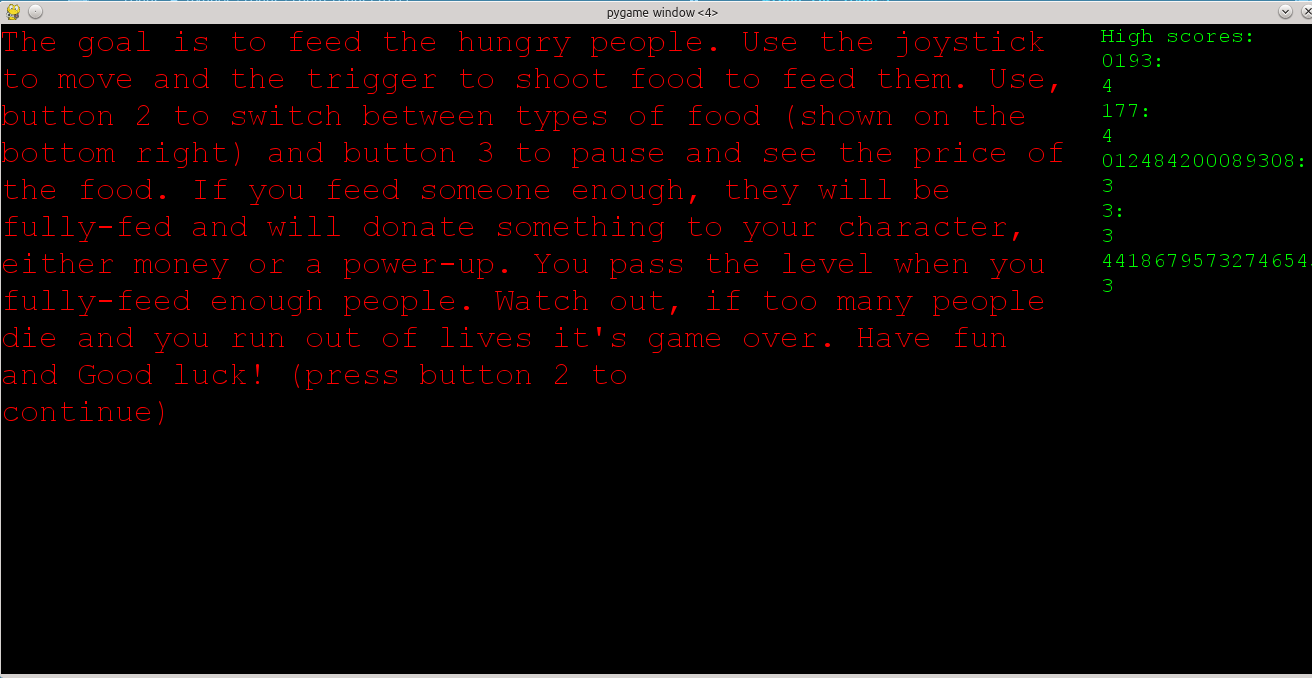 pygame window <4>
The goal is to feed the hungry people. Use the joystick
to move and the trigger to shoot food to feed them. Use,
button 2 to switch between types of food (shown on the
bottom right) and button 3 to pause and see the price of
the food. If you feed someone enough, they will be
fully-fed and will donate something to your character,
either money or a power-up. You pass the level when you
fully-feed enough people. Watch out, if too many people
die and you run out of lives it's game over. Have fun
and Good luck! (press button 2 to
continue)
High scores:
0193:
4
177:
4
012484200089308:
3
3:
3
4418679573274654
3